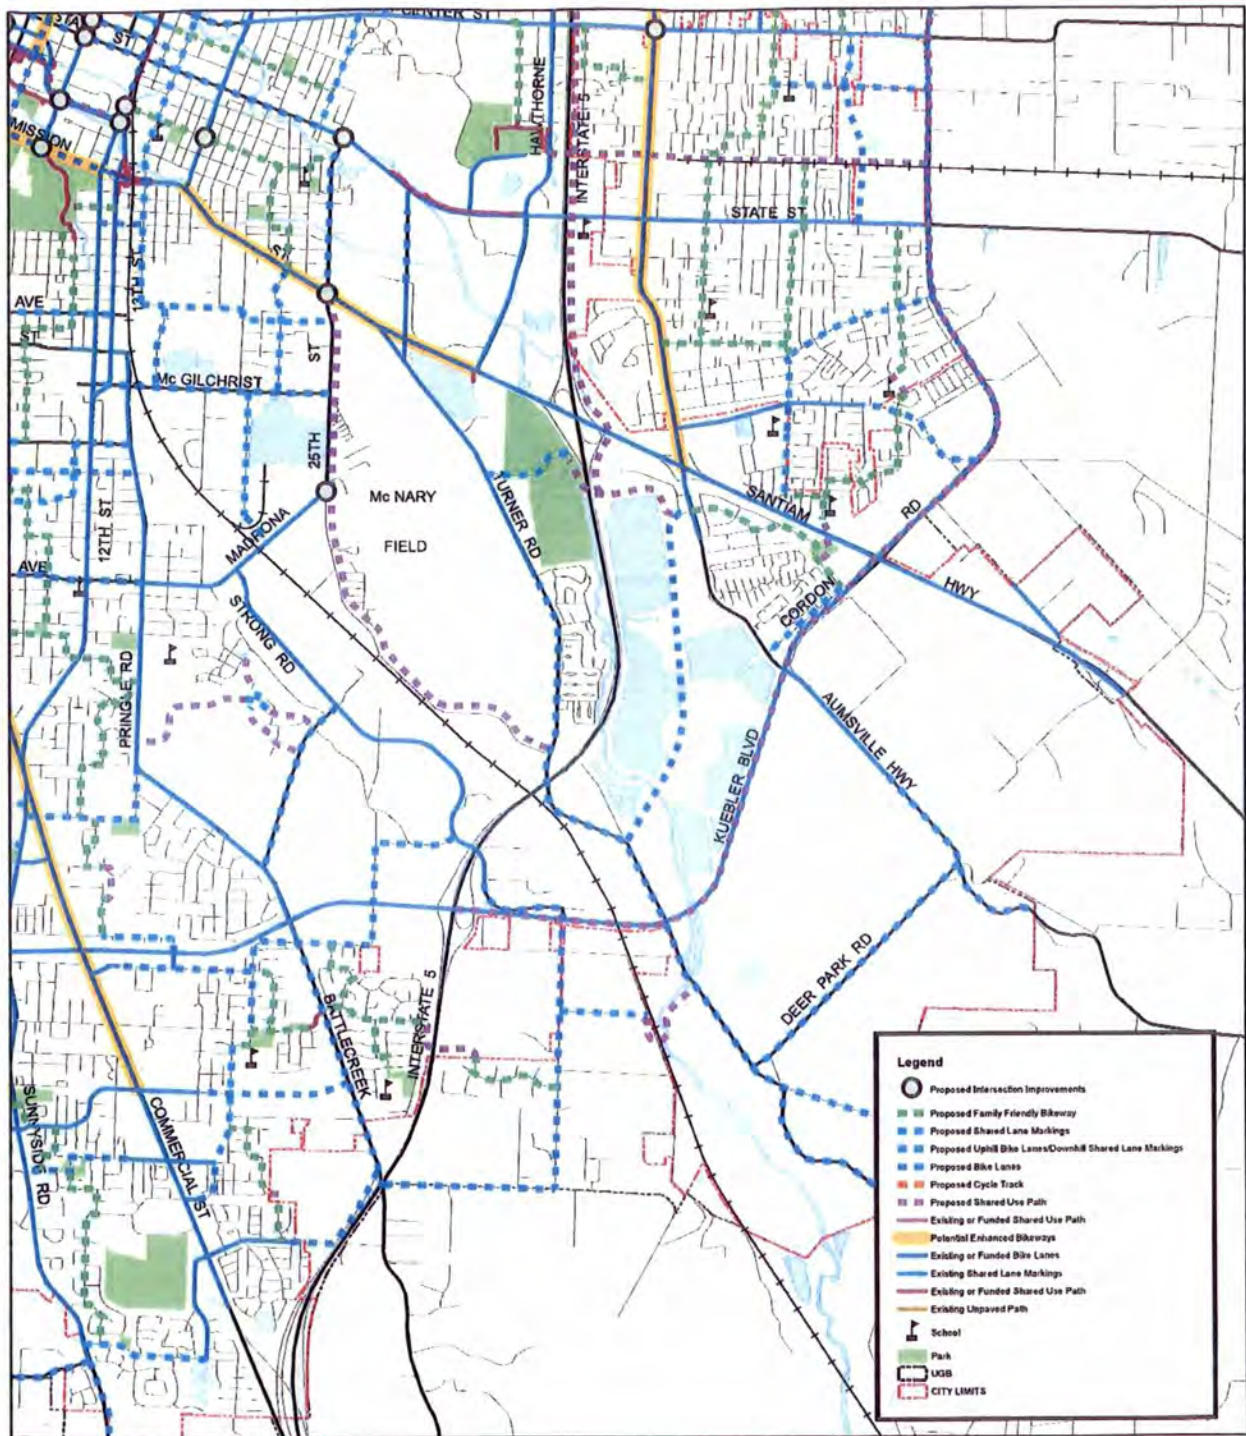 CENTER ST
STA
ST
MISSION
HAWTHORNE
INTERSTATE 5
STATE ST
ST
13TH ST
AVE
ST
ST
Mc GILCHRIST
25TH
Mc NARY
FIELD
TURNER RD
SANTIAM
RD
HWY
12TH ST
MADRONA
AVE
STRONG RD
CORDON
PRINGLE RD
AUMSVILLE HWY
KUEBLER BLVD
DEER PARK RD
BATTLECREEK
INTERSTATE 5
SUNNYSIDE RD
COMMERCIAL ST
Legend
Proposed Intersection Improvements
Proposed Family Friendly Bikeway
Proposed Shared Lane Markings
Proposed Uphill Bike Lanes/Downhill Shared Lane Markings
Proposed Bike Lanes
Proposed Cycle Track
Proposed Shared Use Path
Existing or Funded Shared Use Path
Potential Enhanced Bikeways
Existing or Funded Bike Lanes
Existing Shared Lane Markings
Existing or Funded Shared Use Path
Existing Unpaved Path
School
Park
UGB
CITY LIMITS